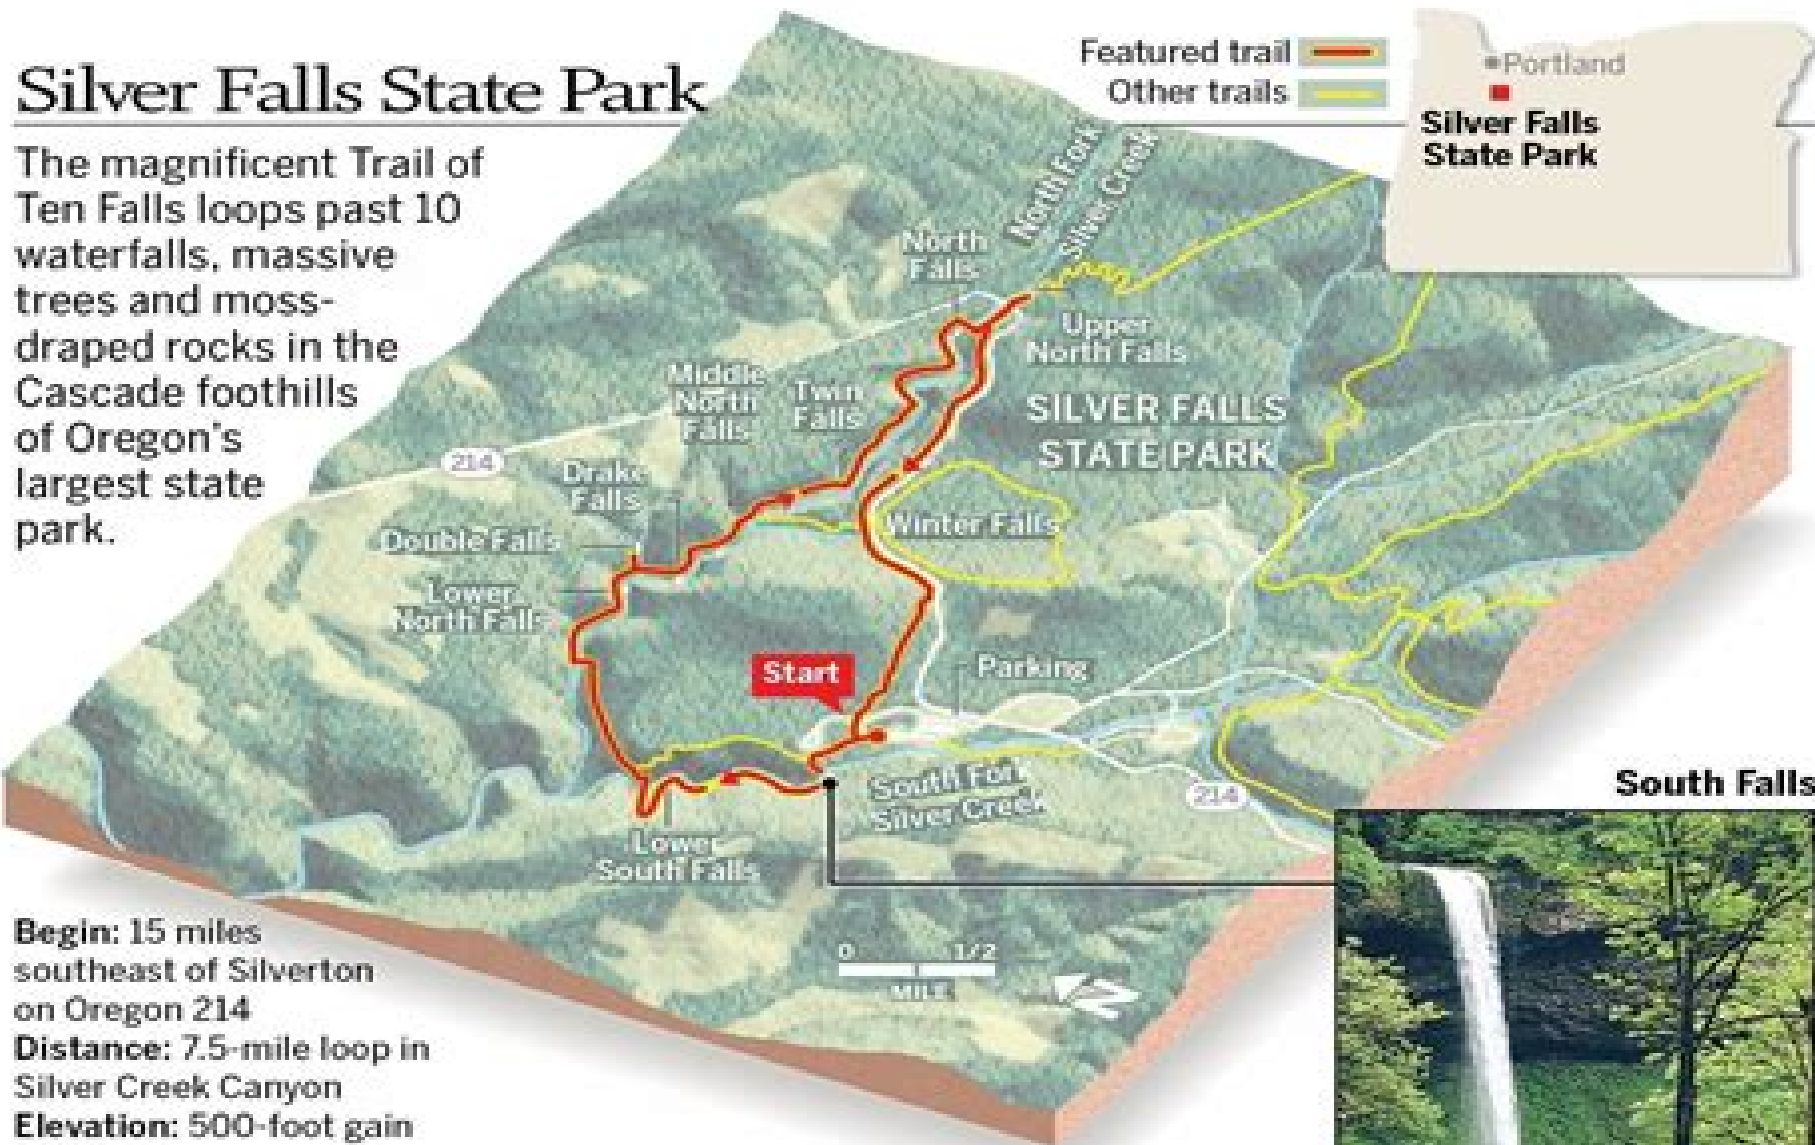 Silver Falls State Park
The magnificent Trail of
Ten Falls loops past 10
waterfalls, massive
trees and moss-
draped rocks in the
Cascade foothills
of Oregon's
largest state
park.
Featured trail
Other trails
Portland
Silver Falls
State Park
North Fork
Silver Creek
North
Falls
Upper
North Falls
Middle
North
Falls
Twin
Falls
SILVER FALLS
STATE PARK
214
Drake
Falls
Double Falls
Winter Falls
Lower
North Falls
Start
Parking
South Fork
Silver Creek
214
Lower
South Falls
South Falls
0 1/2
MILE
N
Begin: 15 miles
southeast of Silverton
on Oregon 214
Distance: 7.5-mile loop in
Silver Creek Canyon
Elevation: 500-foot gain